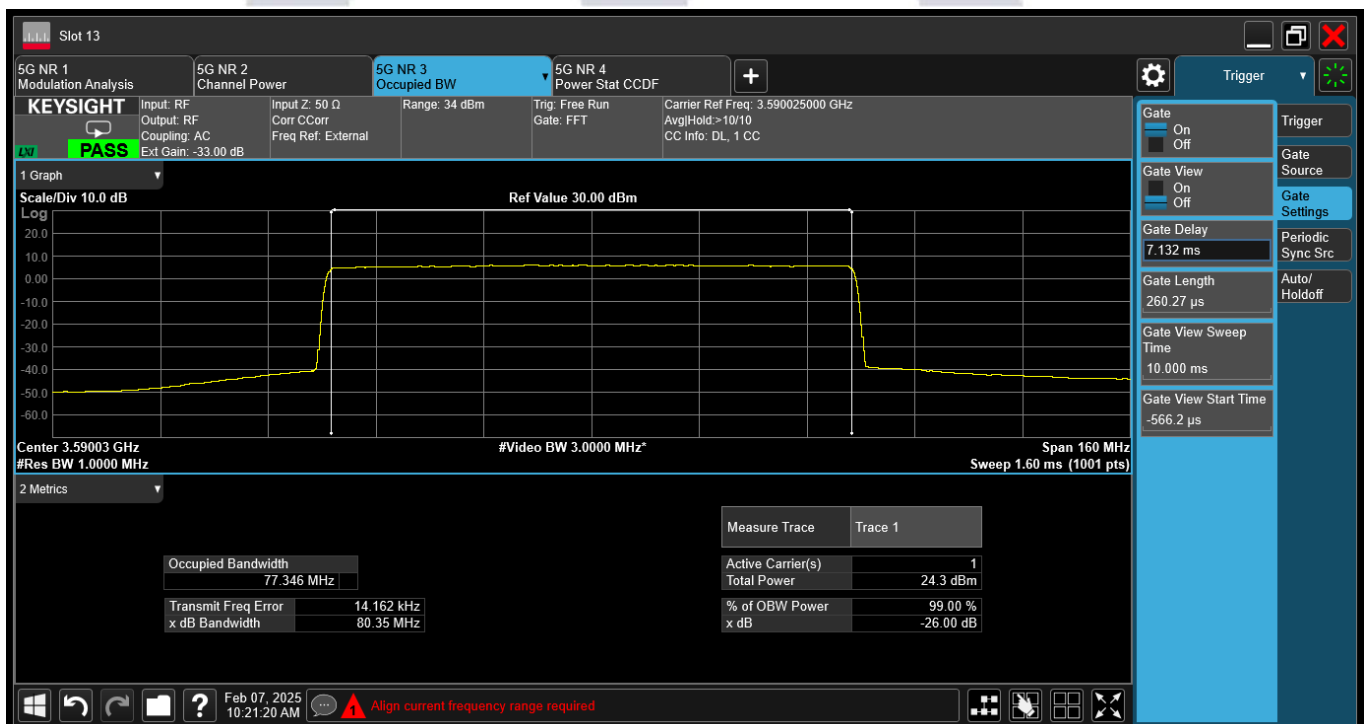 Slot 13
5G NR 1
Modulation Analysis
5G NR 2
Channel Power
5G NR 3
Occupied BW
5G NR 4
Power Stat CCDF
+
Trigger
KEYSIGHT
LXI
PASS
Input: RF
Output: RF
Coupling: AC
Ext Gain: -33.00 dB
Input Z: 50 Ω
Corr CCorr
Freq Ref: External
Range: 34 dBm
Trig: Free Run
Gate: FFT
Carrier Ref Freq: 3.590025000 GHz
Avg|Hold:>10/10
CC Info: DL, 1 CC
1 Graph
Scale/Div 10.0 dB
Ref Value 30.00 dBm
Log
20.0
10.0
0.00
-10.0
-20.0
-30.0
-40.0
-50.0
-60.0
Center 3.59003 GHz
#Video BW 3.0000 MHz*
Span 160 MHz
#Res BW 1.0000 MHz
Sweep 1.60 ms (1001 pts)
2 Metrics
Measure Trace Trace 1
Occupied Bandwidth
77.346 MHz
Active Carrier(s) 1
Total Power 24.3 dBm
Transmit Freq Error 14.162 kHz
x dB Bandwidth 80.35 MHz
% of OBW Power 99.00 %
x dB -26.00 dB
Gate
On
Off
Gate View
On
Off
Gate Delay
7.132 ms
Gate Length
260.27 µs
Gate View Sweep
Time
10.000 ms
Gate View Start Time
-566.2 µs
Trigger
Gate
Source
Gate
Settings
Periodic
Sync Src
Auto/
Holdoff
?
Feb 07, 2025
10:21:20 AM
1
Align current frequency range required